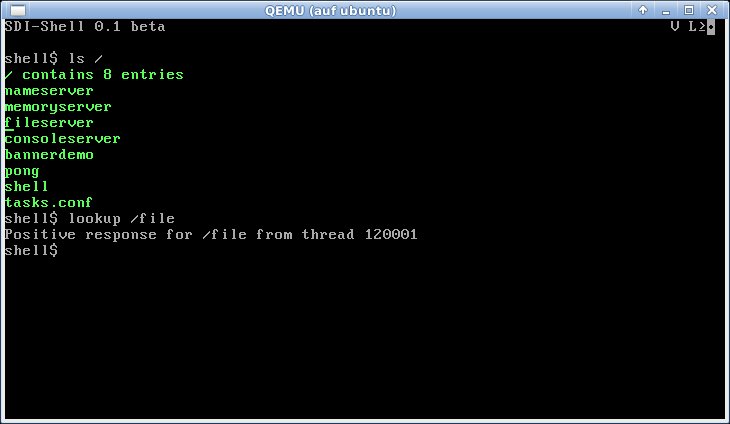 QEMU (auf ubuntu)
SDI-Shell 0.1 beta V L≥♦
shell$ ls /
/ contains 8 entries
nameserver
memoryserver
fileserver
consoleserver
bannerdemo
pong
shell
tasks.conf
shell$ lookup /file
Positive response for /file from thread 120001
shell$